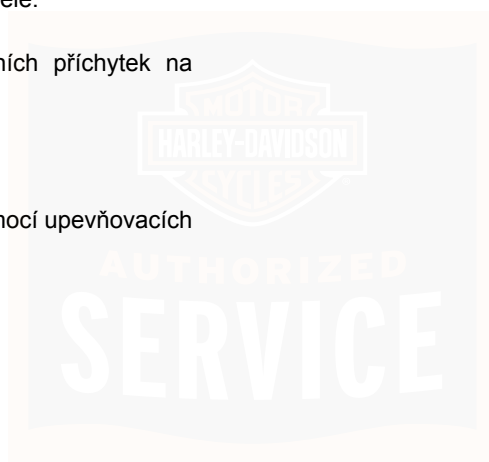 ele.
ních příchytek na
mocí upevňovacích
MOTOR
HARLEY-DAVIDSON
CYCLES
AUTHORIZED
SERVICE